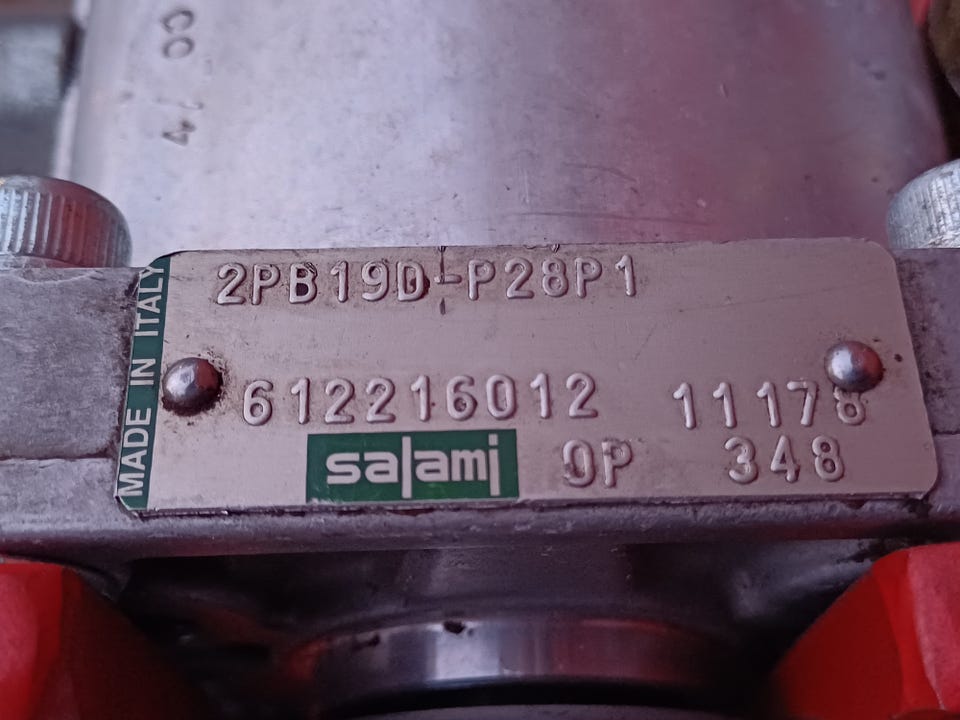 2PB19D-P28P1
MADE IN ITALY
612216012 11178
salami OP 348